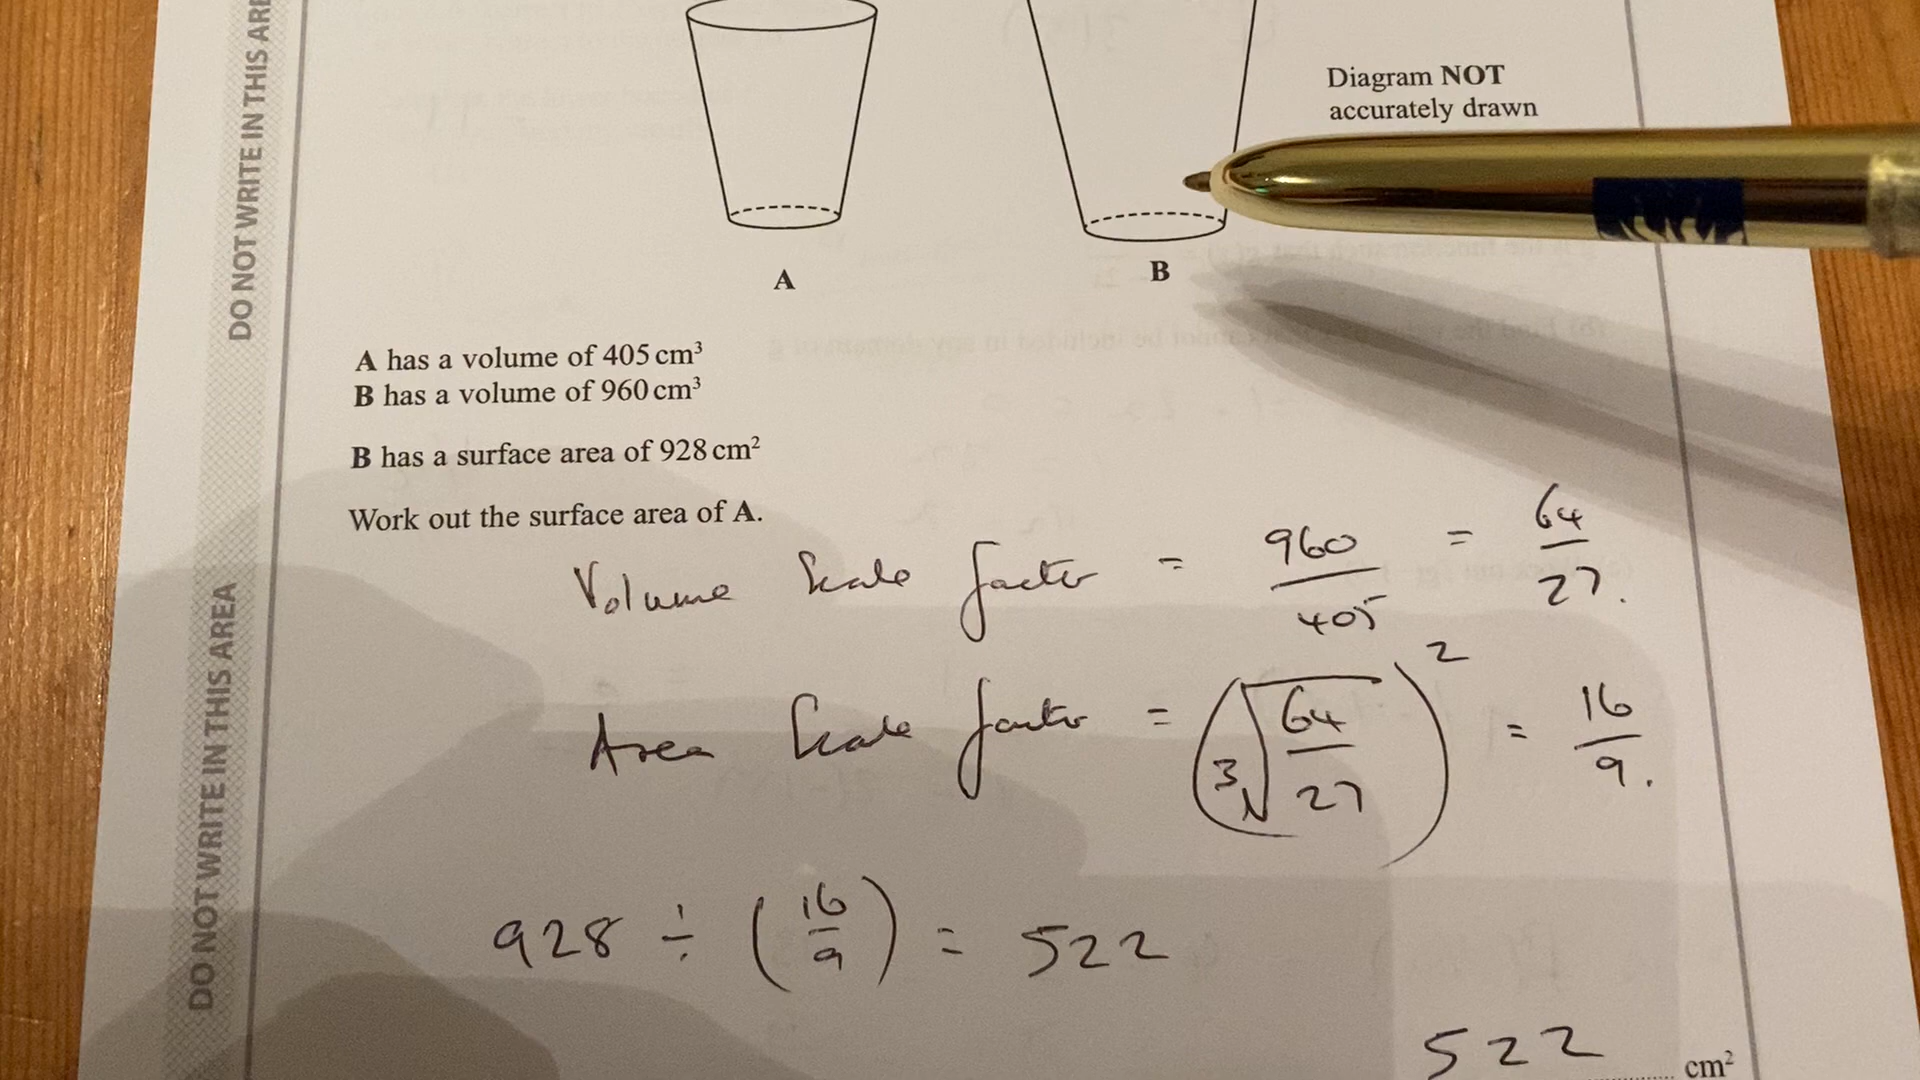 DO NOT WRITE IN THIS ARE
Diagram NOT
accurately drawn
A
B
A has a volume of 405 cm³
B has a volume of 960 cm³
B has a surface area of 928 cm²
Work out the surface area of A.
Volume Scale factor = 960/405 = 64/27.
Area Scale factor = (∛(64/27))² = 16/9.
DO NOT WRITE IN THIS AREA
928 ÷ (16/9) = 522
522 cm²